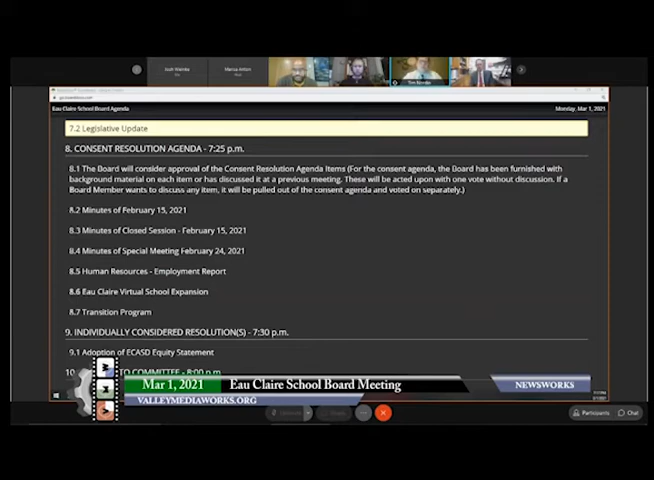 Josh Mielske
Marcus Aitken
Tim Nordin
Eau Claire School Board Agenda
Monday, Mar 1, 2021
7.2 Legislative Update
8. CONSENT RESOLUTION AGENDA - 7:25 p.m.
8.1 The Board will consider approval of the Consent Resolution Agenda Items (For the consent agenda, the Board has been furnished with
background material on each item or has discussed it at a previous meeting. These will be acted upon with one vote without discussion. If a
Board Member wants to discuss any item, it will be pulled out of the consent agenda and voted on separately.)
8.2 Minutes of February 15, 2021
8.3 Minutes of Closed Session - February 15, 2021
8.4 Minutes of Special Meeting February 24, 2021
8.5 Human Resources - Employment Report
8.6 Eau Claire Virtual School Expansion
8.7 Transition Program
9. INDIVIDUALLY CONSIDERED RESOLUTION(S) - 7:30 p.m.
9.1 Adoption of ECASD Equity Statement
TO COMMITTEE - 8:00 p.m.
Mar 1, 2021
Eau Claire School Board Meeting
NEWSWORKS
VALLEYMEDIAWORKS.ORG
Participants
Chat